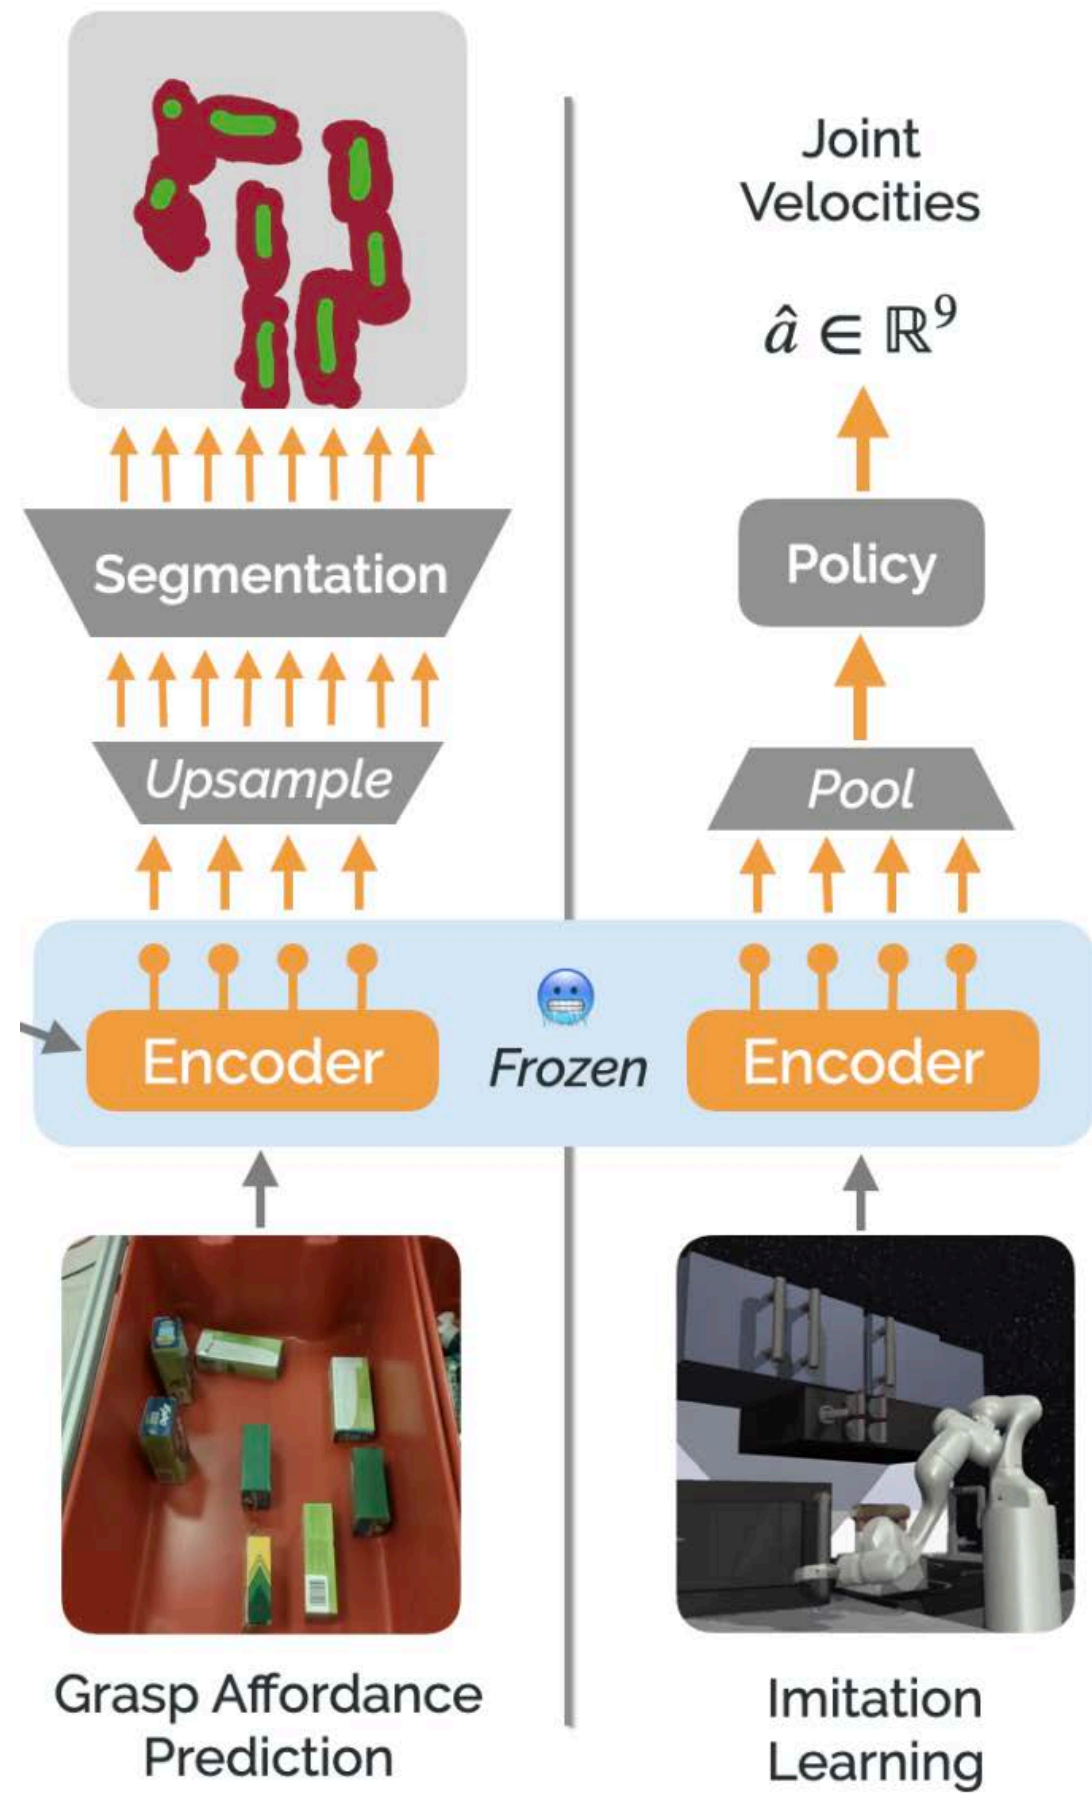 Joint
Velocities
â ∈ ℝ⁹
Segmentation
Policy
Upsample
Pool
Encoder
Frozen
Encoder
Grasp Affordance
Prediction
Imitation
Learning